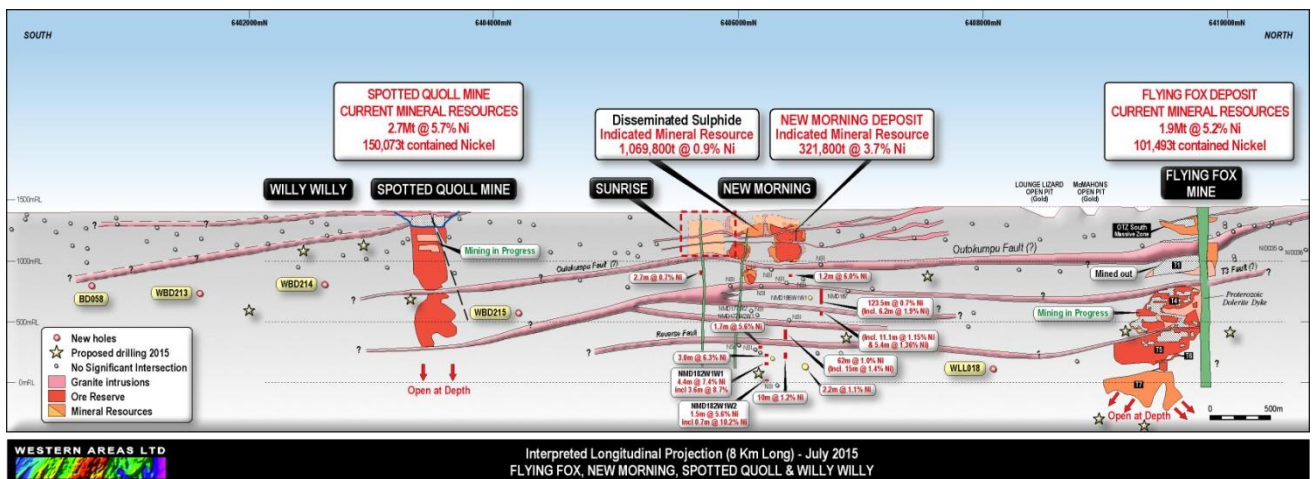 6402000mN
6404000mN
6406000mN
6408000mN
6410000mN
SOUTH
NORTH
SPOTTED QUOLL MINE
CURRENT MINERAL RESOURCES
2.7Mt @ 5.7% Ni
150,073t contained Nickel
Disseminated Sulphide
Indicated Mineral Resource
1,069,800t @ 0.9% Ni
NEW MORNING DEPOSIT
Indicated Mineral Resource
321,800t @ 3.7% Ni
FLYING FOX DEPOSIT
CURRENT MINERAL RESOURCES
1.9Mt @ 5.2% Ni
101,493t contained Nickel
WILLY WILLY
SPOTTED QUOLL MINE
SUNRISE
NEW MORNING
LOUNGE LIZARD
OPEN PIT
(Gold)
McMAHONS
OPEN PIT
(Gold)
FLYING FOX
MINE
1500mRL
1000mRL
500mRL
0mRL
Mining in Progress
OTZ South
Massive Zone
Outokumpu Fault (?)
Outokumpu Fault (?)
T1
Mined out
T3 Fault (?)
Proterozoic
Dolerite Dyke
T4
Mining in Progress
T5
T6
T7
BD058
WBD213
WBD214
WBD215
WLL018
2.7m @ 0.7% Ni
1.2m @ 6.8% Ni
NSI
123.5m @ 0.7% Ni
(Incl. 6.2m @ 1.9% Ni)
(Incl. 11.1m @ 1.15% Ni
& 5.4m @ 1.36% Ni)
1.7m @ 5.6% Ni
Reverse Fault
3.0m @ 6.3% Ni
62m @ 1.0% Ni
(Incl. 15m @ 1.4% Ni)
NMD182W1W1
4.4m @ 7.4% Ni
incl 3.6m @ 8.7%
10m @ 1.2% Ni
2.2m @ 1.1% Ni
NMD182W1W2
1.5m @ 5.6% Ni
Incl 0.7m @ 10.2% Ni
New holes
Proposed drilling 2015
No Significant Intersection
Granite intrusions
Ore Reserve
Mineral Resources
Open at Depth
Open at Depth
0 500m
WESTERN AREAS LTD
Interpreted Longitudinal Projection (8 Km Long) - July 2015
FLYING FOX, NEW MORNING, SPOTTED QUOLL & WILLY WILLY